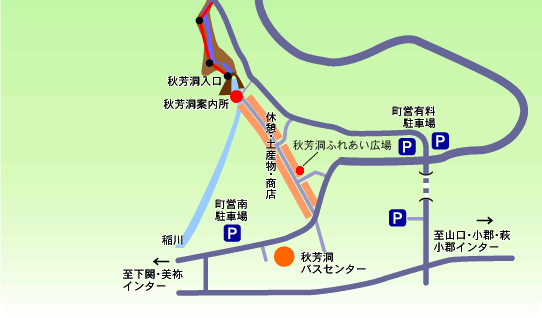 秋芳洞入口
秋芳洞案内所
休憩・土産物・商店
町営有料
駐車場
P
P
秋芳洞ふれあい広場
町営南
駐車場
P
P
稲川
至山口・小郡・萩
小郡インター
秋芳洞
バスセンター
至下関・美祢
インター